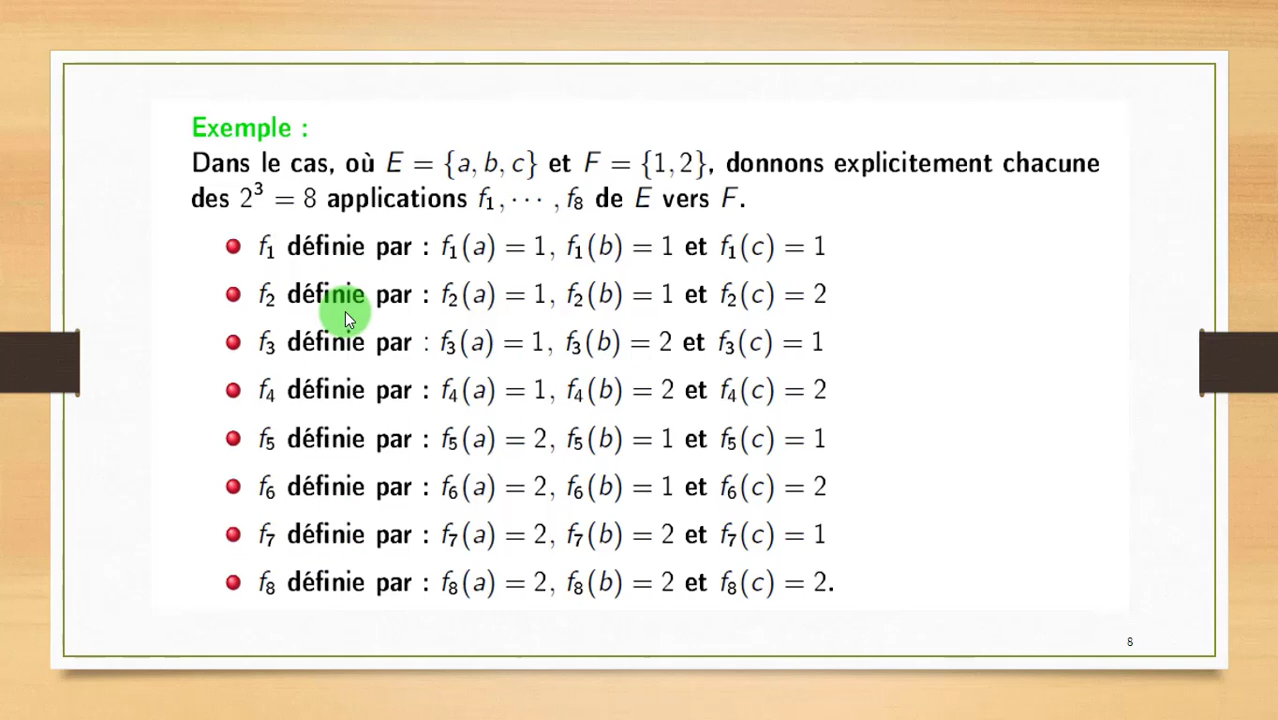 Exemple :
Dans le cas, où E = {a, b, c} et F = {1, 2}, donnons explicitement chacune
des 2³ = 8 applications f₁, ⋯ , f₈ de E vers F.
f₁ définie par : f₁(a) = 1, f₁(b) = 1 et f₁(c) = 1
f₂ définie par : f₂(a) = 1, f₂(b) = 1 et f₂(c) = 2
f₃ définie par : f₃(a) = 1, f₃(b) = 2 et f₃(c) = 1
f₄ définie par : f₄(a) = 1, f₄(b) = 2 et f₄(c) = 2
f₅ définie par : f₅(a) = 2, f₅(b) = 1 et f₅(c) = 1
f₆ définie par : f₆(a) = 2, f₆(b) = 1 et f₆(c) = 2
f₇ définie par : f₇(a) = 2, f₇(b) = 2 et f₇(c) = 1
f₈ définie par : f₈(a) = 2, f₈(b) = 2 et f₈(c) = 2.
8